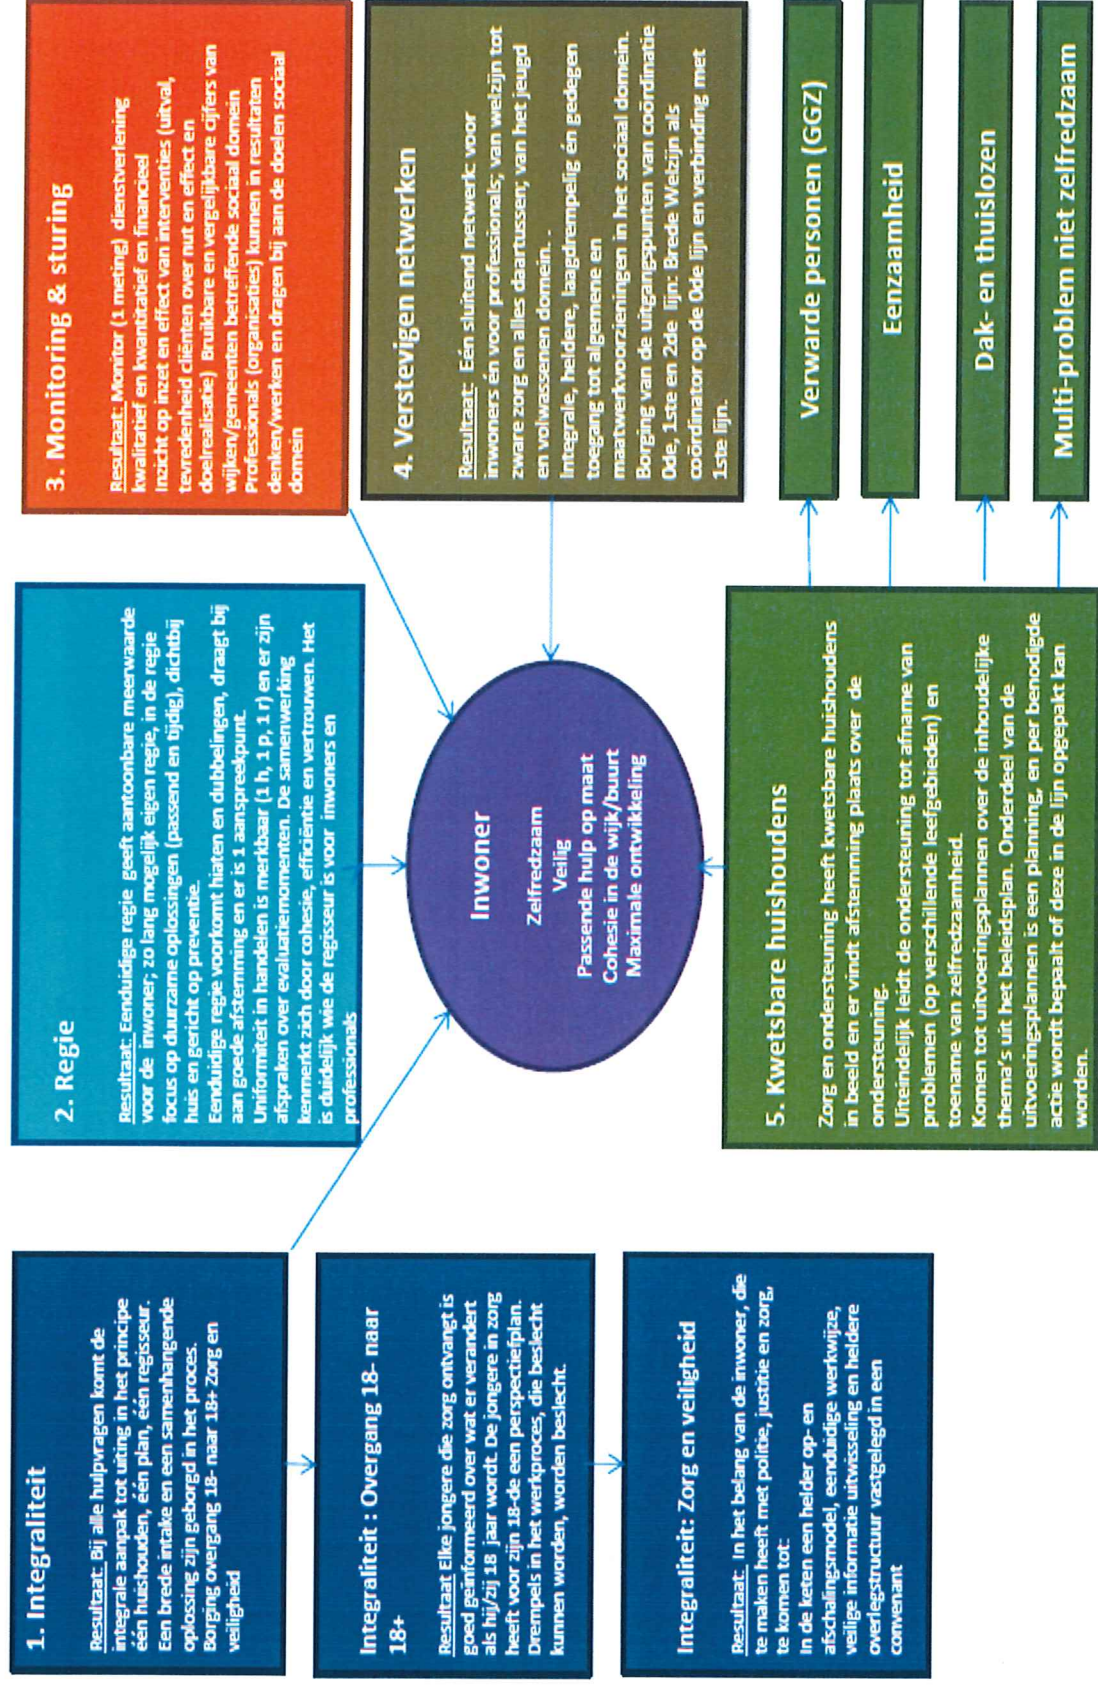 1. Integraliteit
Resultaat: Bij alle hulpvragen komt de
integrale aanpak tot uiting in het principe
één huishouden, één plan, één regisseur.
Een brede intake en een samenhangende
oplossing zijn geborgd in het proces.
Borging overgang 18- naar 18+ Zorg en
veiligheid
Integraliteit : Overgang 18- naar
18+
Resultaat Elke jongere die zorg ontvangt is
goed geïnformeerd over wat er verandert
als hij/zij 18 jaar wordt. De jongere in zorg
heeft voor zijn 18-de een perspectiefplan.
Drempels in het werkproces, die beslecht
kunnen worden, worden beslecht.
Integraliteit: Zorg en veiligheid
Resultaat: In het belang van de inwoner, die
te maken heeft met politie, justitie en zorg,
te komen tot:
In de keten een helder op- en
afschalingsmodel, eenduidige werkwijze,
veilige informatie uitwisseling en heldere
overlegstructuur vastgelegd in een
convenant
2. Regie
Resultaat: Eenduidige regie geeft aantoonbare meerwaarde
voor de inwoner; zo lang mogelijk eigen regie, in de regie
focus op duurzame oplossingen (passend en tijdig), dichtbij
huis en gericht op preventie.
Eenduidige regie voorkomt hiaten en dubbelingen, draagt bij
aan goede afstemming en er is 1 aanspreekpunt.
Uniformiteit in handelen is merkbaar (1 h, 1 p, 1 r) en er zijn
afspraken over evaluatiemomenten. De samenwerking
kenmerkt zich door cohesie, efficiëntie en vertrouwen. Het
is duidelijk wie de regisseur is voor inwoners en
professionals
Inwoner
Zelfredzaam
Veilig
Passende hulp op maat
Cohesie in de wijk/buurt
Maximale ontwikkeling
5. Kwetsbare huishoudens
Zorg en ondersteuning heeft kwetsbare huishoudens
in beeld en er vindt afstemming plaats over de
ondersteuning.
Uiteindelijk leidt de ondersteuning tot afname van
problemen (op verschillende leefgebieden) en
toename van zelfredzaamheid.
Komen tot uitvoeringsplannen over de inhoudelijke
thema's uit het beleidsplan. Onderdeel van de
uitvoeringsplannen is een planning, en per benodigde
actie wordt bepaalt of deze in de lijn opgepakt kan
worden.
3. Monitoring & sturing
Resultaat: Monitor (1 meting) dienstverlening
kwalitatief en kwantitatief en financieel
Inzicht op inzet en effect van interventies (uitval,
tevredenheid cliënten over nut en effect en
doelrealisatie) Bruikbare en vergelijkbare cijfers van
wijken/gemeenten betreffende sociaal domein
Professionals (organisaties) kunnen in resultaten
denken/werken en dragen bij aan de doelen sociaal
domein
4. Verstevigen netwerken
Resultaat: Eén sluitend netwerk voor
inwoners én voor professionals; van welzijn tot
zware zorg en alles daartussen; van het jeugd
en volwassenen domein. .
Integrale, heldere, laagdrempelig én gedegen
toegang tot algemene en
maatwerkvoorzieningen in het sociaal domein.
Borging van de uitgangspunten van coördinatie
0de, 1ste en 2de lijn: Brede Welzijn als
coördinator op de 0de lijn en verbinding met
1ste lijn.
Verwarde personen (GGZ)
Eenzaamheid
Dak- en thuislozen
Multi-problem niet zelfredzaam